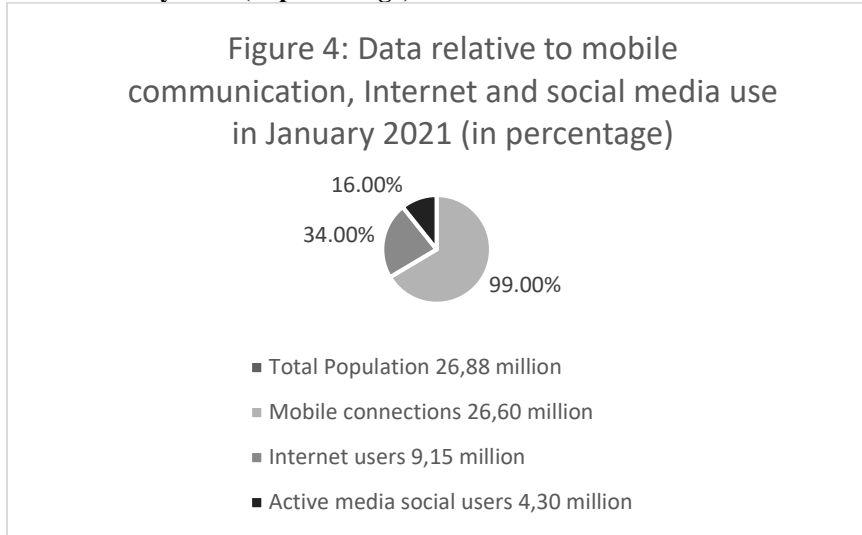 Figure 4: Data relative to mobile
communication, Internet and social media use
in January 2021 (in percentage)
16.00%
34.00%
99.00%
Total Population 26,88 million
Mobile connections 26,60 million
Internet users 9,15 million
Active media social users 4,30 million